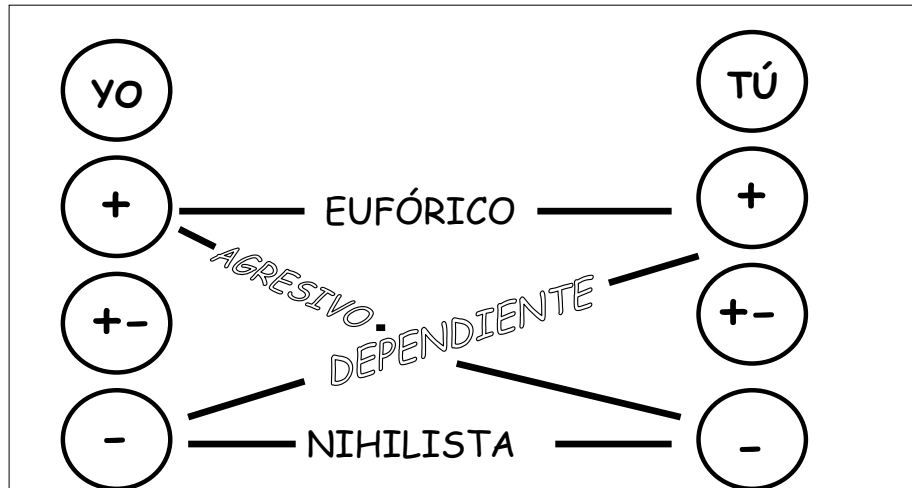 YO TÚ
+ EUFÓRICO +
AGRESIVO
+- DEPENDIENTE +-
- NIHILISTA -